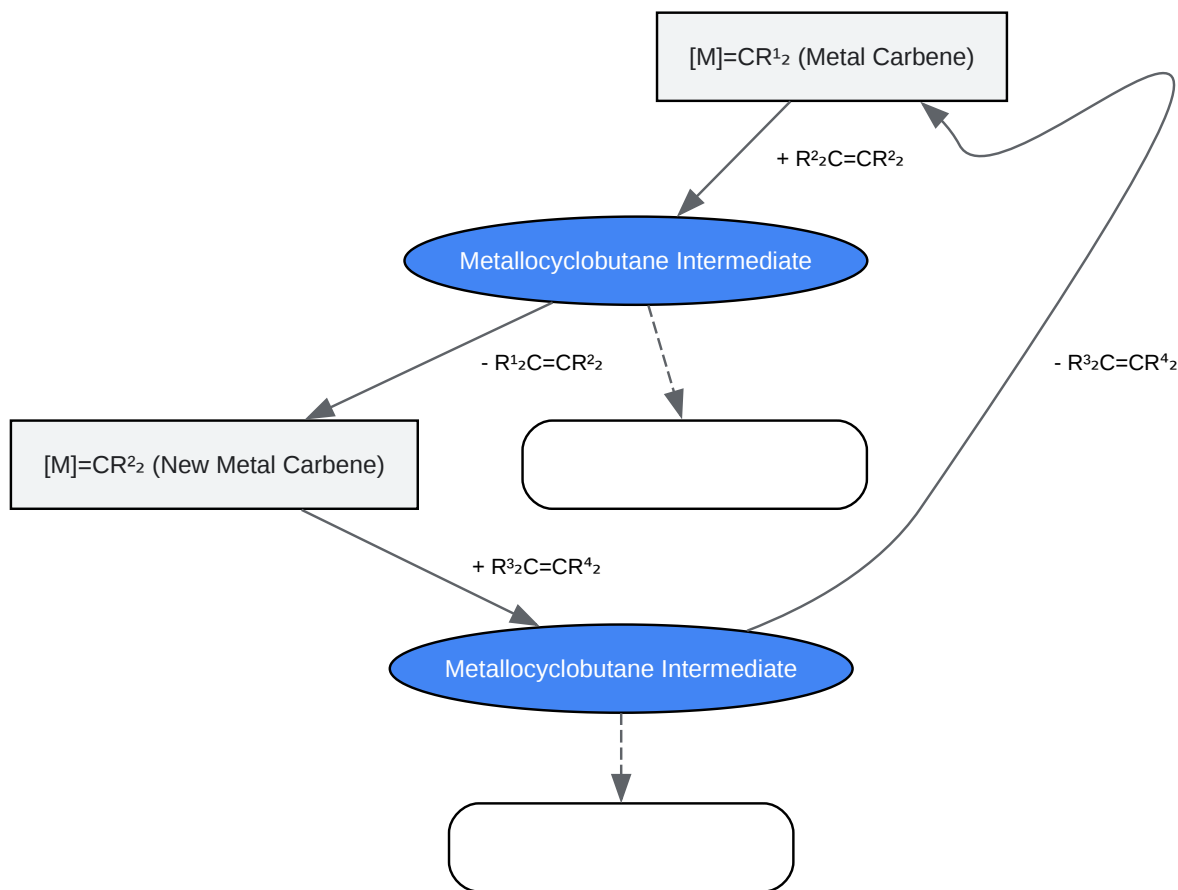 [M]=CR¹₂ (Metal Carbene)
+ R²₂C=CR²₂
Metallocyclobutane Intermediate
- R¹₂C=CR²₂
- R³₂C=CR⁴₂
[M]=CR²₂ (New Metal Carbene)
+ R³₂C=CR⁴₂
Metallocyclobutane Intermediate